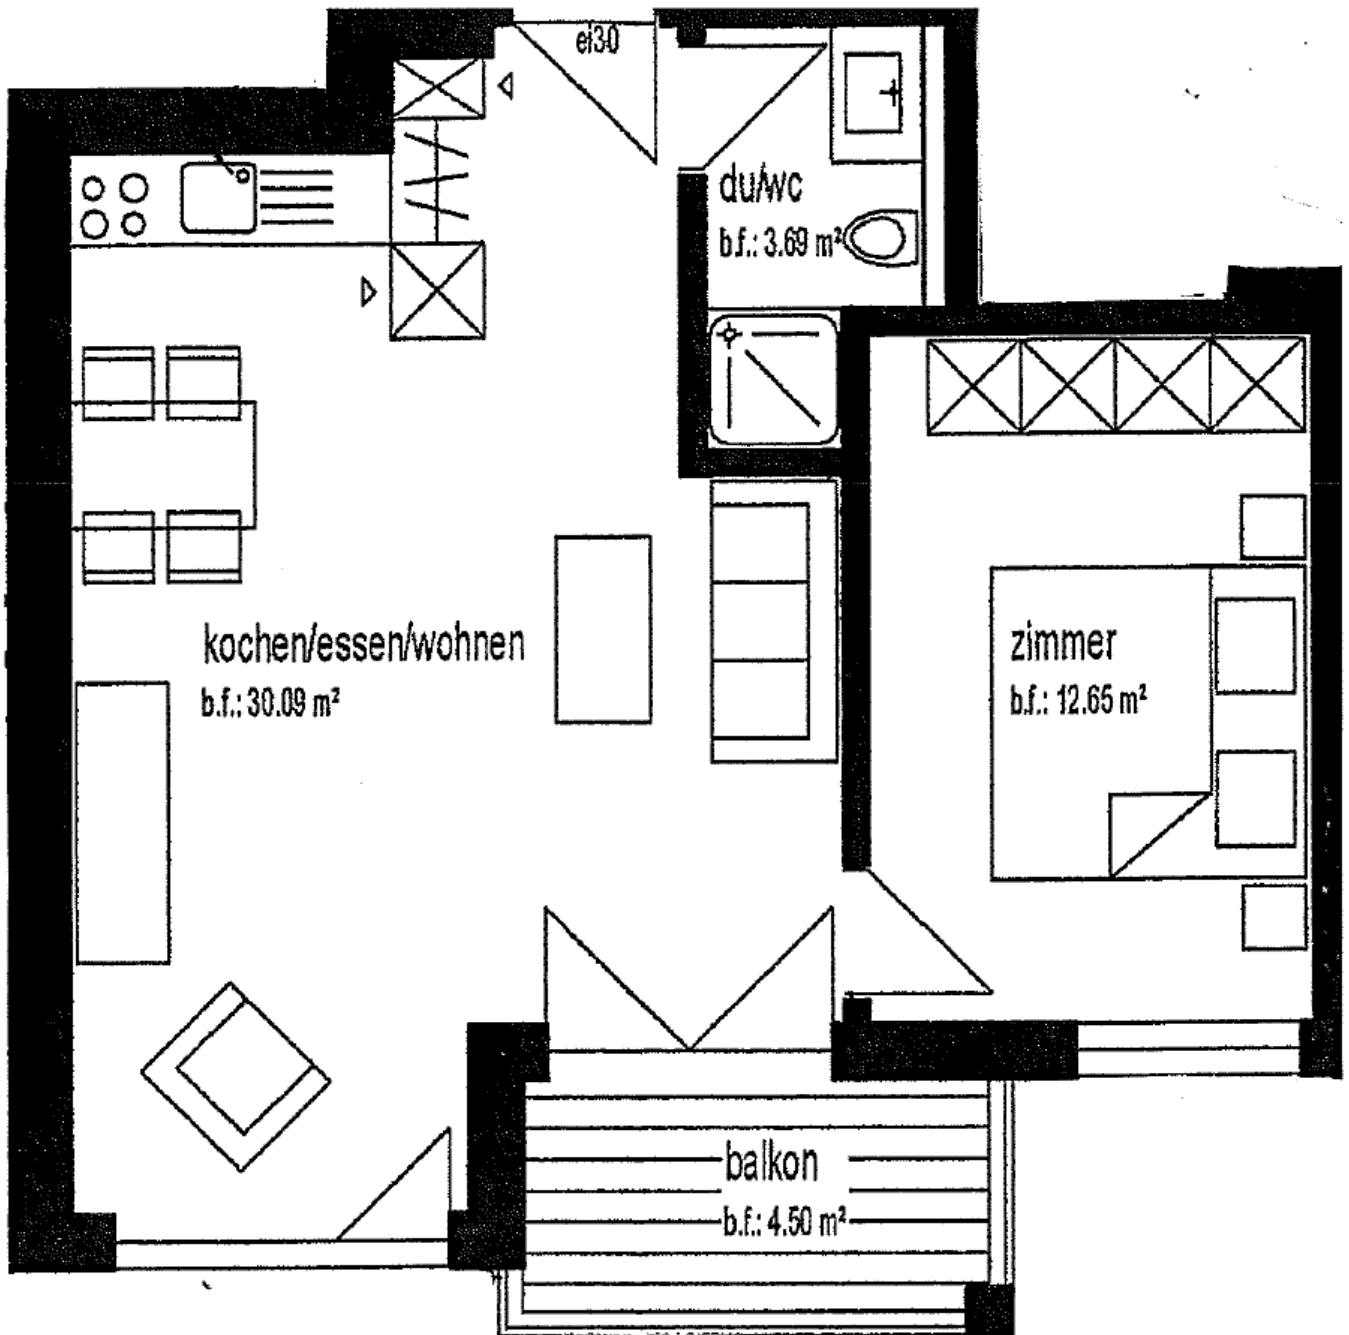 ei30
du/wc
b.f.: 3.69 m²
kochen/essen/wohnen
b.f.: 30.09 m²
zimmer
b.f.: 12.65 m²
balkon
b.f.: 4.50 m²